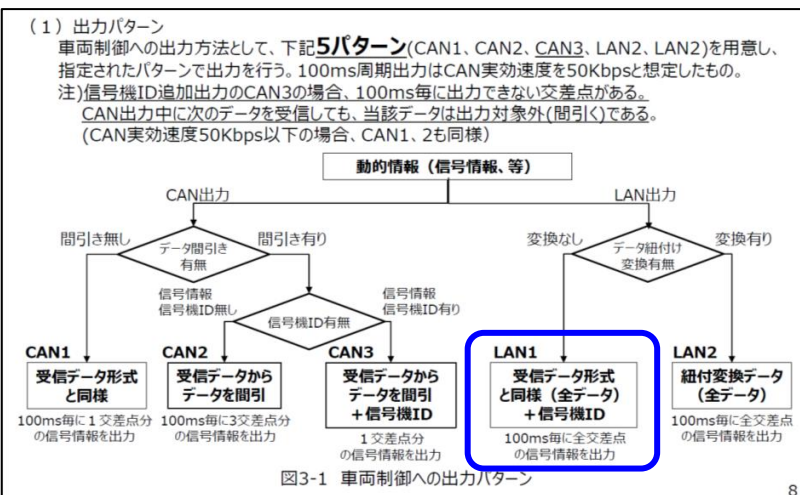 (1) 出力パターン
車両制御への出力方法として、下記5パターン(CAN1、CAN2、CAN3、LAN2、LAN2)を用意し、
指定されたパターンで出力を行う。100ms周期出力はCAN実効速度を50Kbpsと想定したもの。
注)信号機ID追加出力のCAN3の場合、100ms毎に出力できない交差点がある。
CAN出力中に次のデータを受信しても、当該データは出力対象外(間引く)である。
(CAN実効速度50Kbps以下の場合、CAN1、2も同様)
動的情報(信号情報、等)
CAN出力
LAN出力
間引き無し
データ間引き
有無
間引き有り
変換なし
データ紐付け
変換有無
変換有り
信号情報
信号機ID無し
信号機ID有無
信号情報
信号機ID有り
CAN1
受信データ形式
と同様
100ms毎に1交差点分
の信号情報を出力
CAN2
受信データから
データを間引
100ms毎に3交差点分
の信号情報を出力
CAN3
受信データから
データを間引
+信号機ID
1交差点分
の信号情報を出力
LAN1
受信データ形式
と同様(全データ)
+信号機ID
100ms毎に全交差点
の信号情報を出力
LAN2
紐付変換データ
(全データ)
100ms毎に全交差点
の信号情報を出力
図3-1 車両制御への出力パターン
8